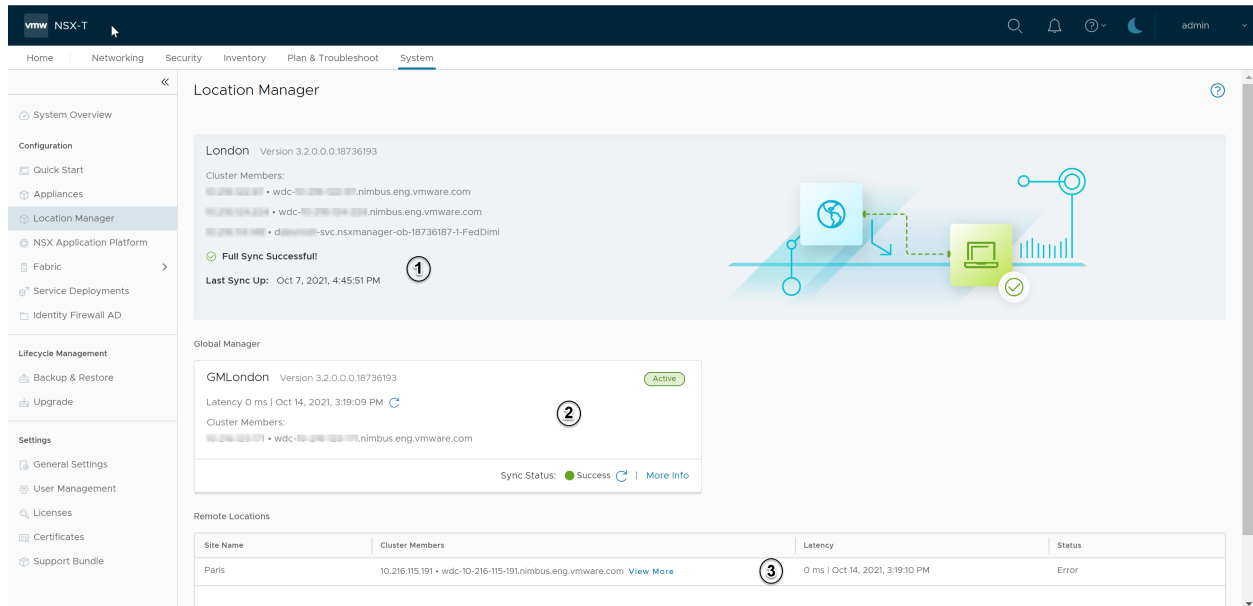 vmw NSX-T
admin
Home Networking Security Inventory Plan & Troubleshoot System
Location Manager
System Overview
Configuration
Quick Start
Appliances
Location Manager
NSX Application Platform
Fabric
Service Deployments
Identity Firewall AD
Lifecycle Management
Backup & Restore
Upgrade
Settings
General Settings
User Management
Licenses
Certificates
Support Bundle
London Version 3.2.0.0.0.18736193
Cluster Members:
• wdc- .nimbus.eng.vmware.com
• wdc- .nimbus.eng.vmware.com
• d -svc.nsxmanager-ob-18736187-1-FedDimi
Full Sync Successful!
1
Last Sync Up: Oct 7, 2021, 4:45:51 PM
Global Manager
GMLondon Version 3.2.0.0.0.18736193 Active
Latency 0 ms | Oct 14, 2021, 3:19:09 PM
2
Cluster Members:
• wdc- .nimbus.eng.vmware.com
Sync Status: Success | More Info
Remote Locations
Site Name Cluster Members Latency Status
Paris 10.216.115.191 • wdc-10-216-115-191.nimbus.eng.vmware.com View More 3 0 ms | Oct 14, 2021, 3:19:10 PM Error